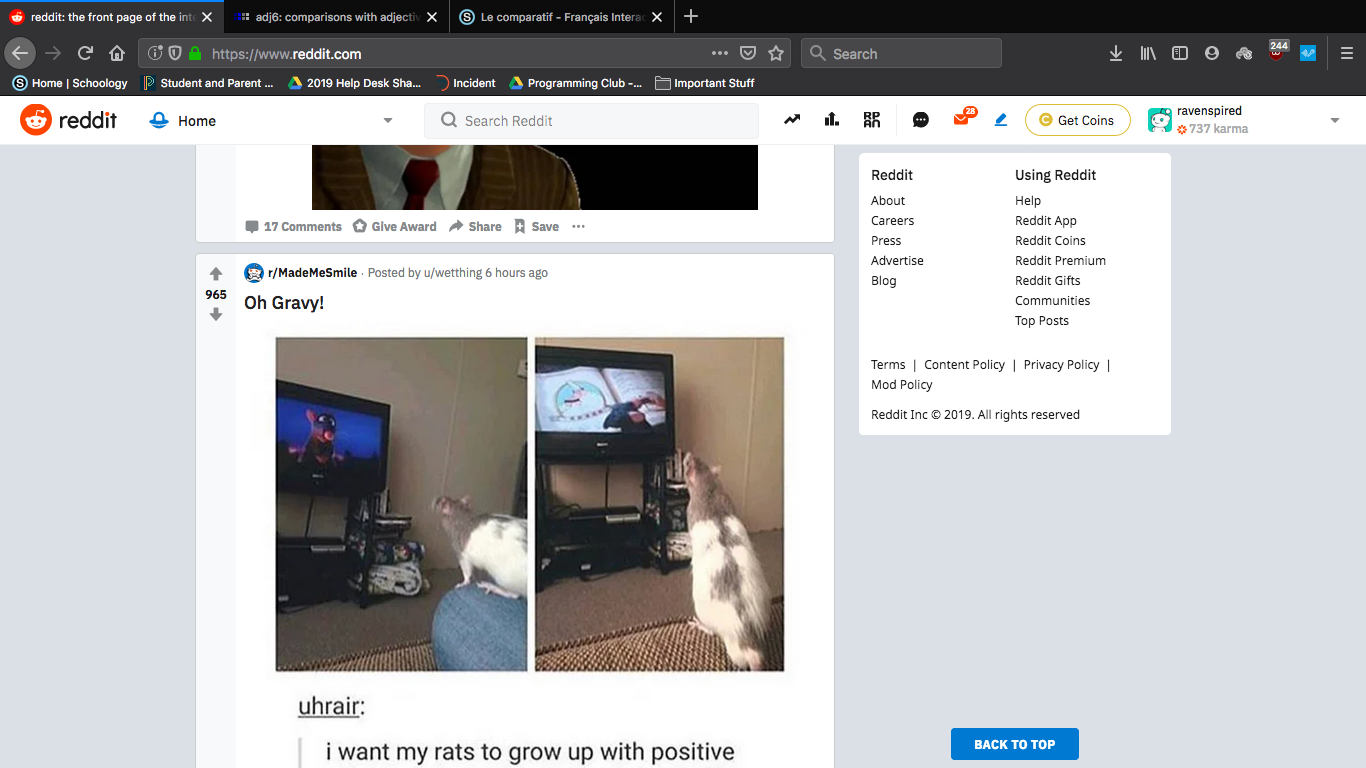 reddit: the front page of the inte
adj6: comparisons with adjectiv
Le comparatif - Français Interac
https://www.reddit.com
Search
244
Home | Schoology
Student and Parent ...
2019 Help Desk Sha...
Incident
Programming Club -...
Important Stuff
reddit
Home
Search Reddit
28
Get Coins
ravenspired
737 karma
17 Comments
Give Award
Share
Save
r/MadeMeSmile · Posted by u/wetthing 6 hours ago
965
Oh Gravy!
uhrair:
i want my rats to grow up with positive
Reddit
Using Reddit
About
Help
Careers
Reddit App
Press
Reddit Coins
Advertise
Reddit Premium
Blog
Reddit Gifts
Communities
Top Posts
Terms | Content Policy | Privacy Policy |
Mod Policy
Reddit Inc © 2019. All rights reserved
BACK TO TOP